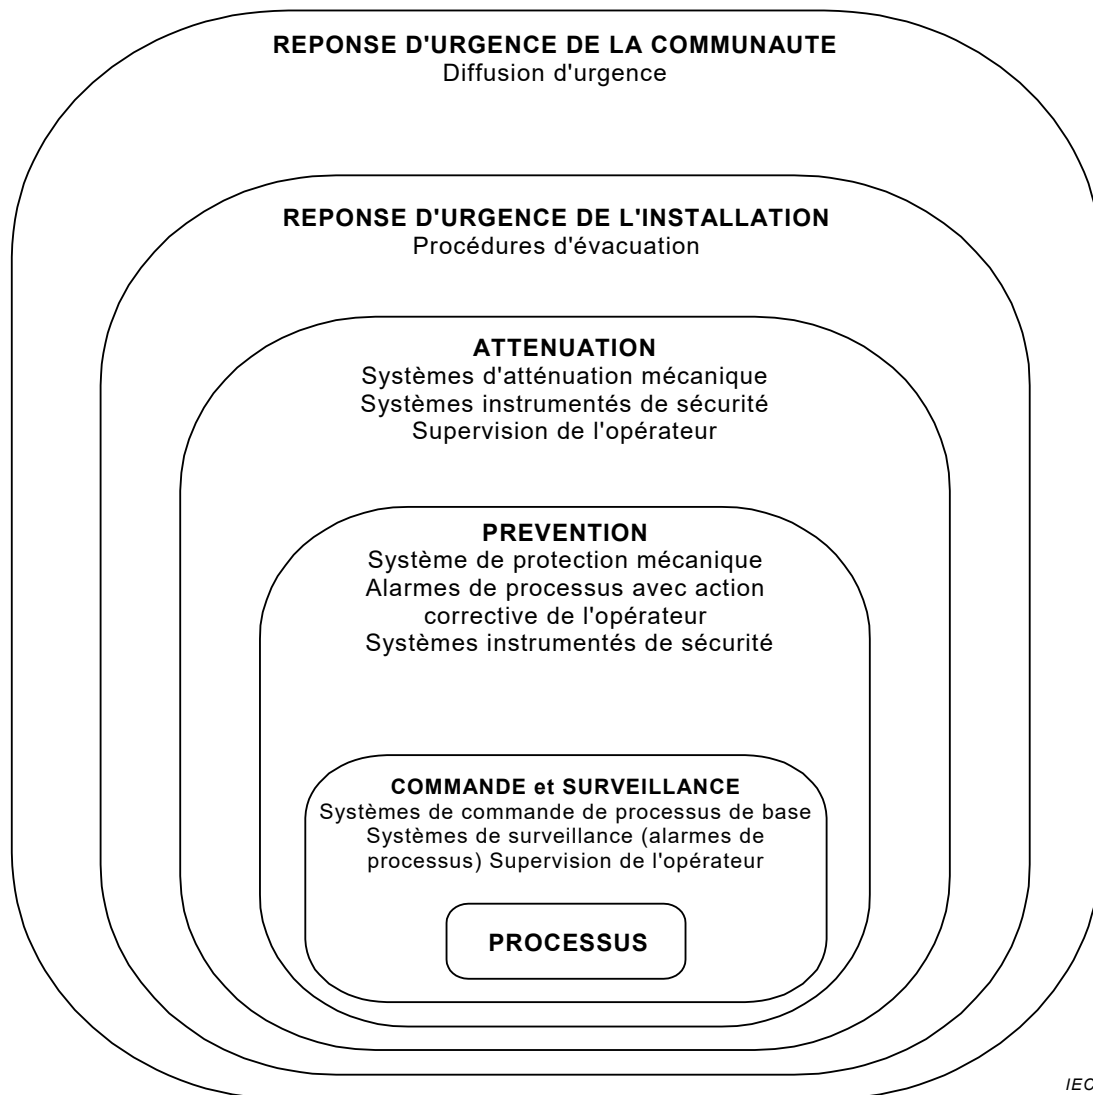 REPONSE D'URGENCE DE LA COMMUNAUTE
Diffusion d'urgence
REPONSE D'URGENCE DE L'INSTALLATION
Procédures d'évacuation
ATTENUATION
Systèmes d'atténuation mécanique
Systèmes instrumentés de sécurité
Supervision de l'opérateur
PREVENTION
Système de protection mécanique
Alarmes de processus avec action
corrective de l'opérateur
Systèmes instrumentés de sécurité
COMMANDE et SURVEILLANCE
Systèmes de commande de processus de base
Systèmes de surveillance (alarmes de
processus) Supervision de l'opérateur
PROCESSUS
IEC